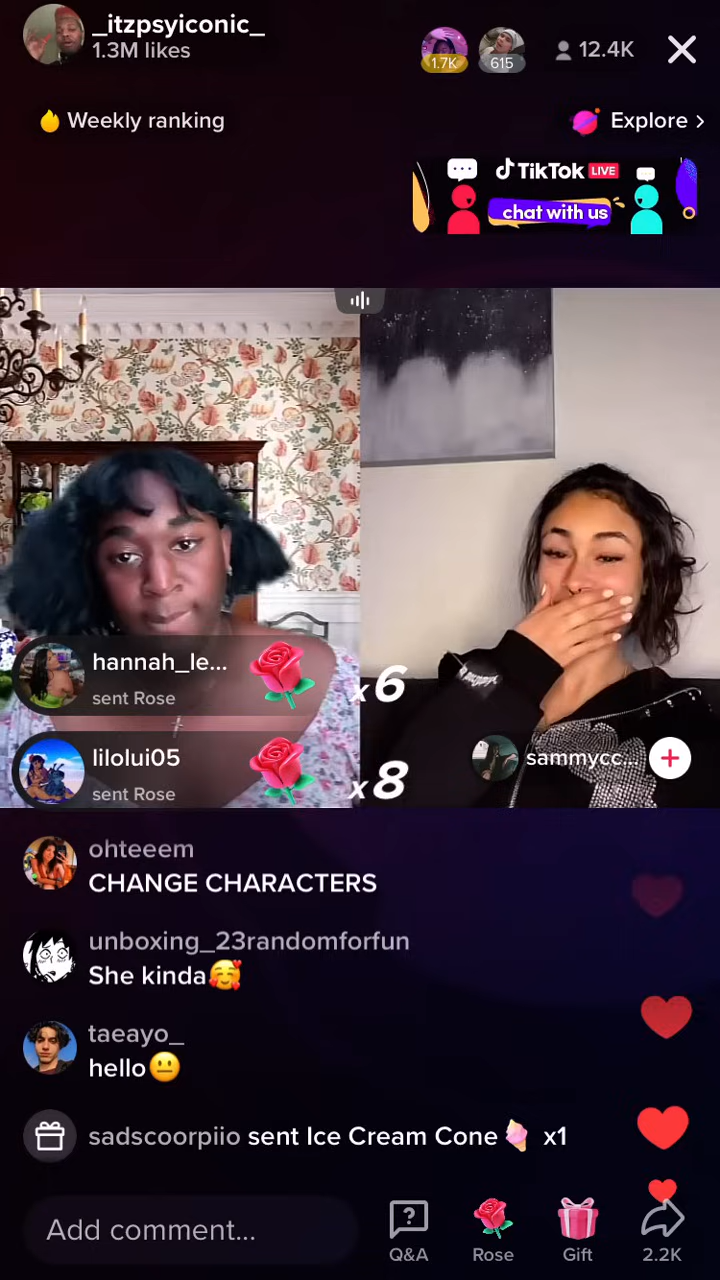 _itzpsyiconic_
1.3M likes
1.7K
615
12.4K
Weekly ranking
Explore
TikTok LIVE
chat with us
hannah_le...
sent Rose
x6
lilolui05
sent Rose
x8
sammycc...
ohteeem
CHANGE CHARACTERS
unboxing_23randomforfun
She kinda🥰
taeayo_
hello😐
sadscoorpiio sent Ice Cream Cone x1
Add comment...
Q&A
Rose
Gift
2.2K